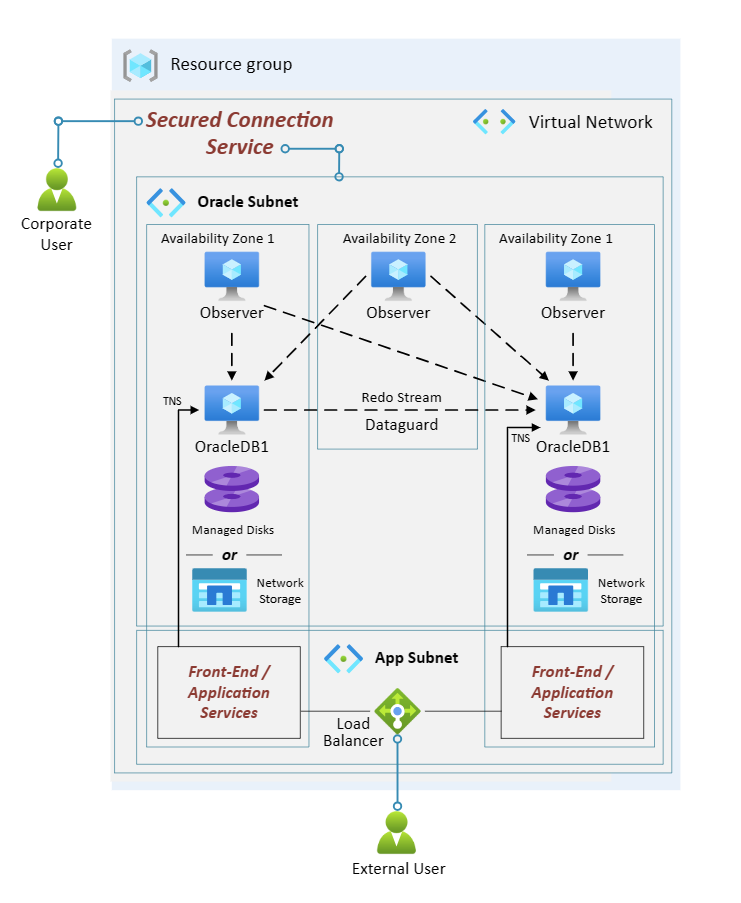 Resource group
Secured Connection
Service
Virtual Network
Corporate
User
Oracle Subnet
Availability Zone 1
Availability Zone 2
Availability Zone 1
Observer
Observer
Observer
TNS
Redo Stream
Dataguard
TNS
OracleDB1
OracleDB1
Managed Disks
Managed Disks
or
or
Network
Storage
Network
Storage
App Subnet
Front-End /
Application
Services
Front-End /
Application
Services
Load
Balancer
External User